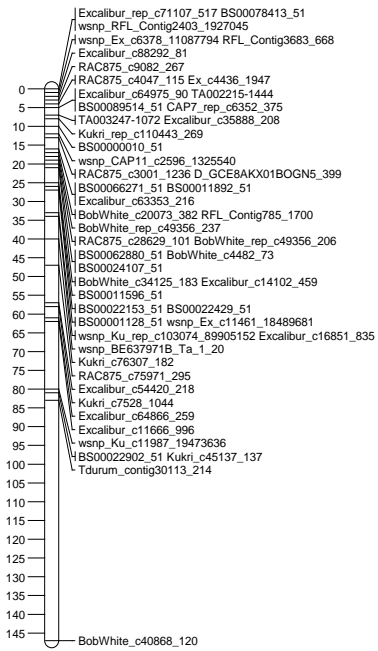 Excalibur_rep_c71107_517 BS00078413_51
wsnp_RFL_Contig2403_1927045
wsnp_Ex_c6378_11087794 RFL_Contig3683_668
Excalibur_c88292_81
RAC875_c9082_267
RAC875_c4047_115 Ex_c4436_1947
Excalibur_c64975_90 TA002215-1444
BS00089514_51 CAP7_rep_c6352_375
TA003247-1072 Excalibur_c35888_208
Kukri_rep_c110443_269
BS00000010_51
wsnp_CAP11_c2596_1325540
RAC875_c3001_1236 D_GCE8AKX01BOGN5_399
BS00066271_51 BS00011892_51
Excalibur_c63353_216
BobWhite_c20073_382 RFL_Contig785_1700
BobWhite_rep_c49356_237
RAC875_c28629_101 BobWhite_rep_c49356_206
BS00062880_51 BobWhite_c4482_73
BS00024107_51
BobWhite_c34125_183 Excalibur_c14102_459
BS00011596_51
BS00022153_51 BS00022429_51
BS00001128_51 wsnp_Ex_c11461_18489681
wsnp_Ku_rep_c103074_89905152 Excalibur_c16851_835
wsnp_BE637971B_Ta_1_20
Kukri_c76307_182
RAC875_c75971_295
Excalibur_c54420_218
Kukri_c7528_1044
Excalibur_c64866_259
Excalibur_c11666_996
wsnp_Ku_c11987_19473636
BS00022902_51 Kukri_c45137_137
Tdurum_contig30113_214
BobWhite_c40868_120
0
5
10
15
20
25
30
35
40
45
50
55
60
65
70
75
80
85
90
95
100
105
110
115
120
125
130
135
140
145